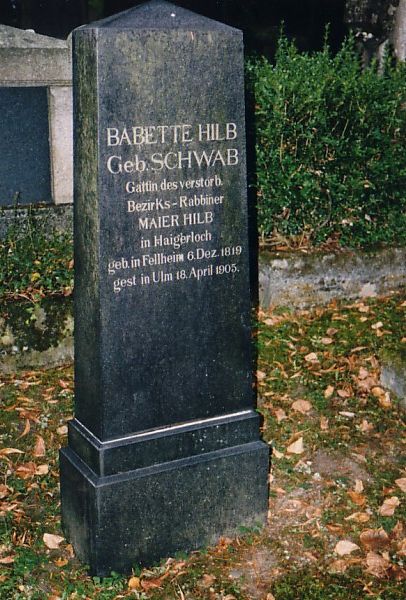 BABETTE HILB
Geb. SCHWAB
Gattin des verstorb.
Bezirks-Rabbiner
MAIER HILB
in Haigerloch
geb. in Fellheim 6. Dez. 1819
gest in Ulm 18. April 1905.